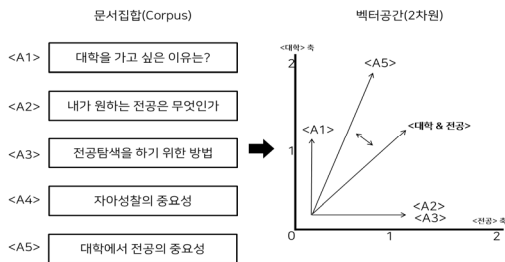 문서집합(Corpus)
<A1> 대학을 가고 싶은 이유는?
<A2> 내가 원하는 전공은 무엇인가
<A3> 전공탐색을 하기 위한 방법
<A4> 자아성찰의 중요성
<A5> 대학에서 전공의 중요성
벡터공간(2차원)
<대학> 축
2
<A5>
<A1>
<대학 & 전공>
1
<A2>
<A3>
<전공> 축
0 1 2